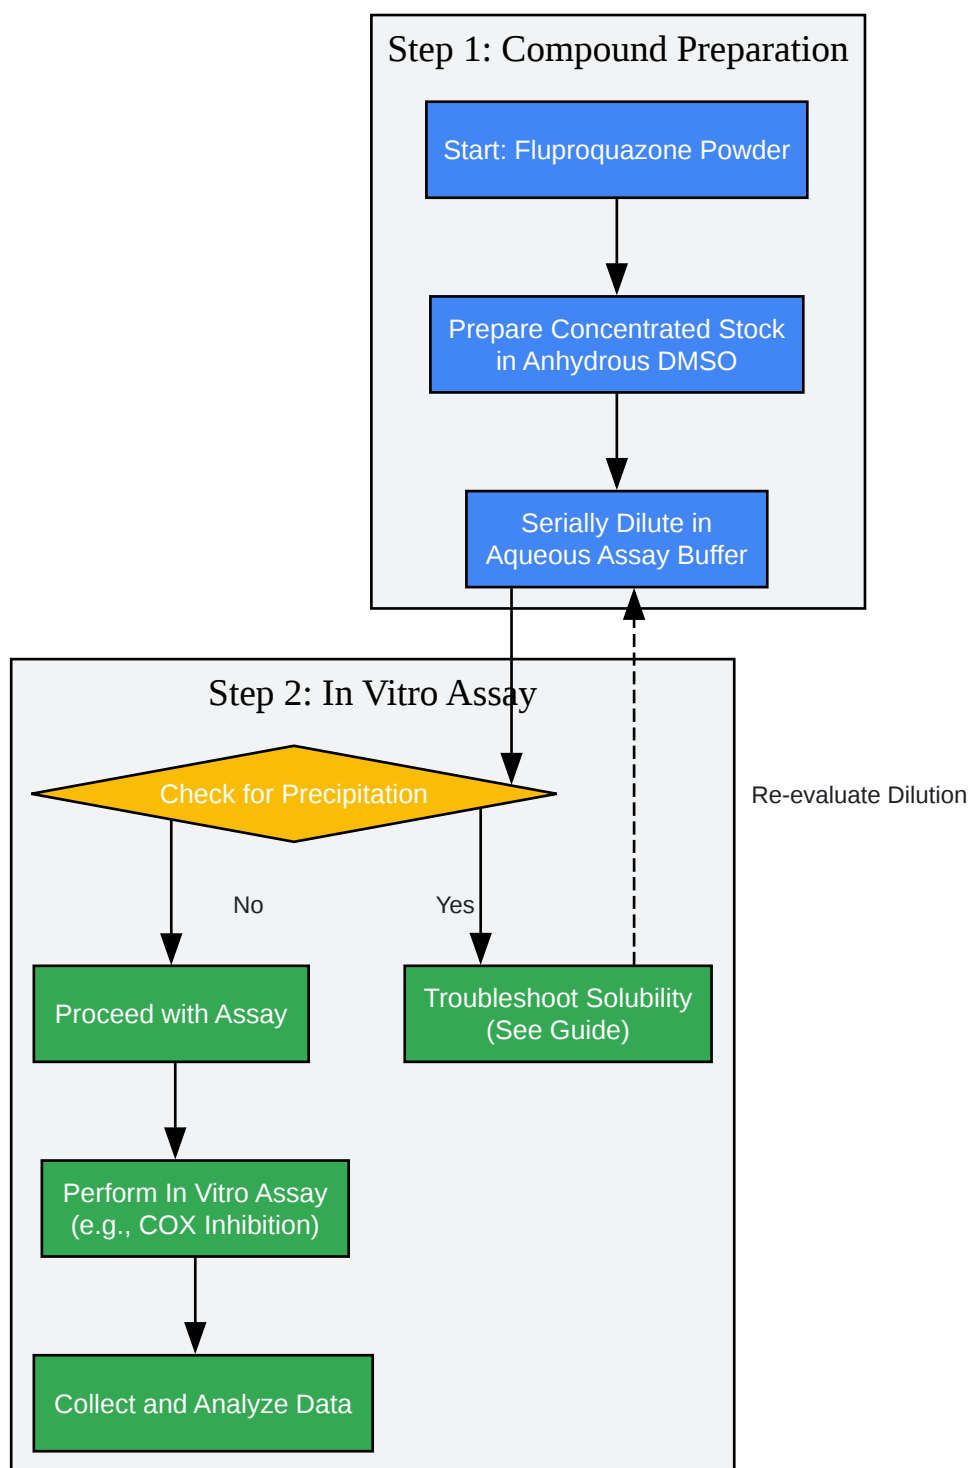 Step 1: Compound Preparation
Start: Fluproquazone Powder
Prepare Concentrated Stock
in Anhydrous DMSO
Serially Dilute in
Aqueous Assay Buffer
Step 2: In Vitro Assay
Check for Precipitation
Re-evaluate Dilution
No
Yes
Proceed with Assay
Troubleshoot Solubility
(See Guide)
Perform In Vitro Assay
(e.g., COX Inhibition)
Collect and Analyze Data